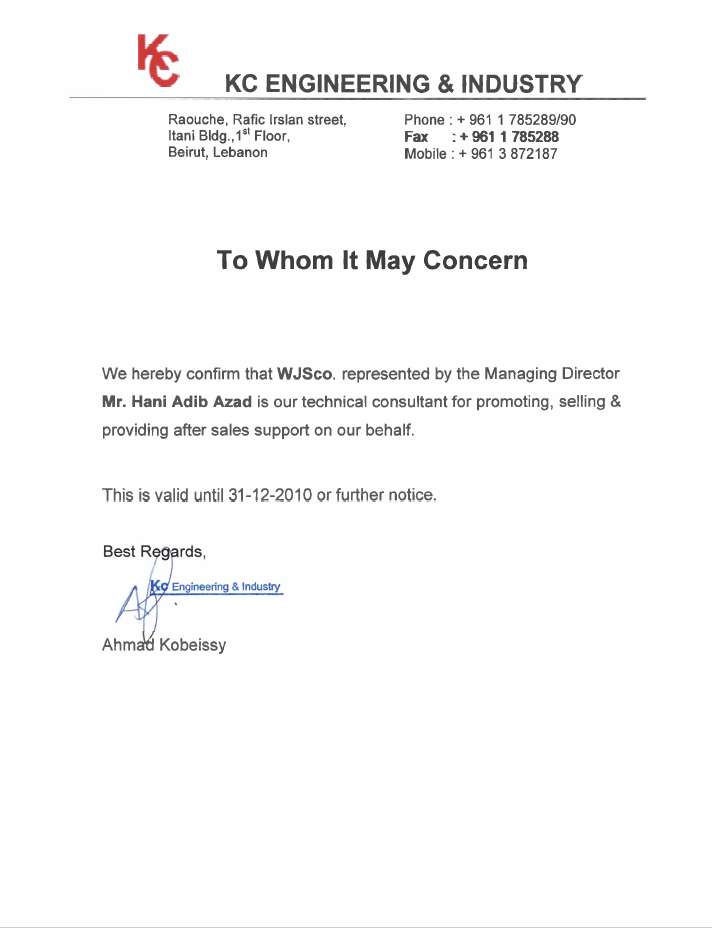 KC
KC ENGINEERING & INDUSTRY
Raouche, Rafic Irslan street,
Itani Bldg.,1st Floor,
Beirut, Lebanon
Phone : + 961 1 785289/90
Fax : + 961 1 785288
Mobile : + 961 3 872187
To Whom It May Concern
We hereby confirm that WJSco. represented by the Managing Director
Mr. Hani Adib Azad is our technical consultant for promoting, selling &
providing after sales support on our behalf.
This is valid until 31-12-2010 or further notice.
Best Regards,
Kc Engineering & Industry
Ahmad Kobeissy